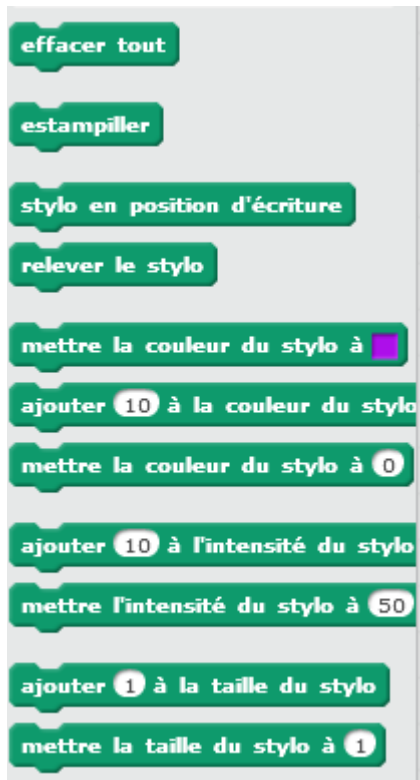 effacer tout
estampiller
stylo en position d'écriture
relever le stylo
mettre la couleur du stylo à
ajouter 10 à la couleur du stylo
mettre la couleur du stylo à 0
ajouter 10 à l'intensité du stylo
mettre l'intensité du stylo à 50
ajouter 1 à la taille du stylo
mettre la taille du stylo à 1